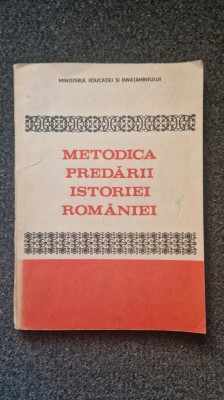 MINISTERUL EDUCAȚIEI ȘI ÎNVĂȚĂMÎNTULUI
METODICA
PREDĂRII
ISTORIEI
ROMÂNIEI